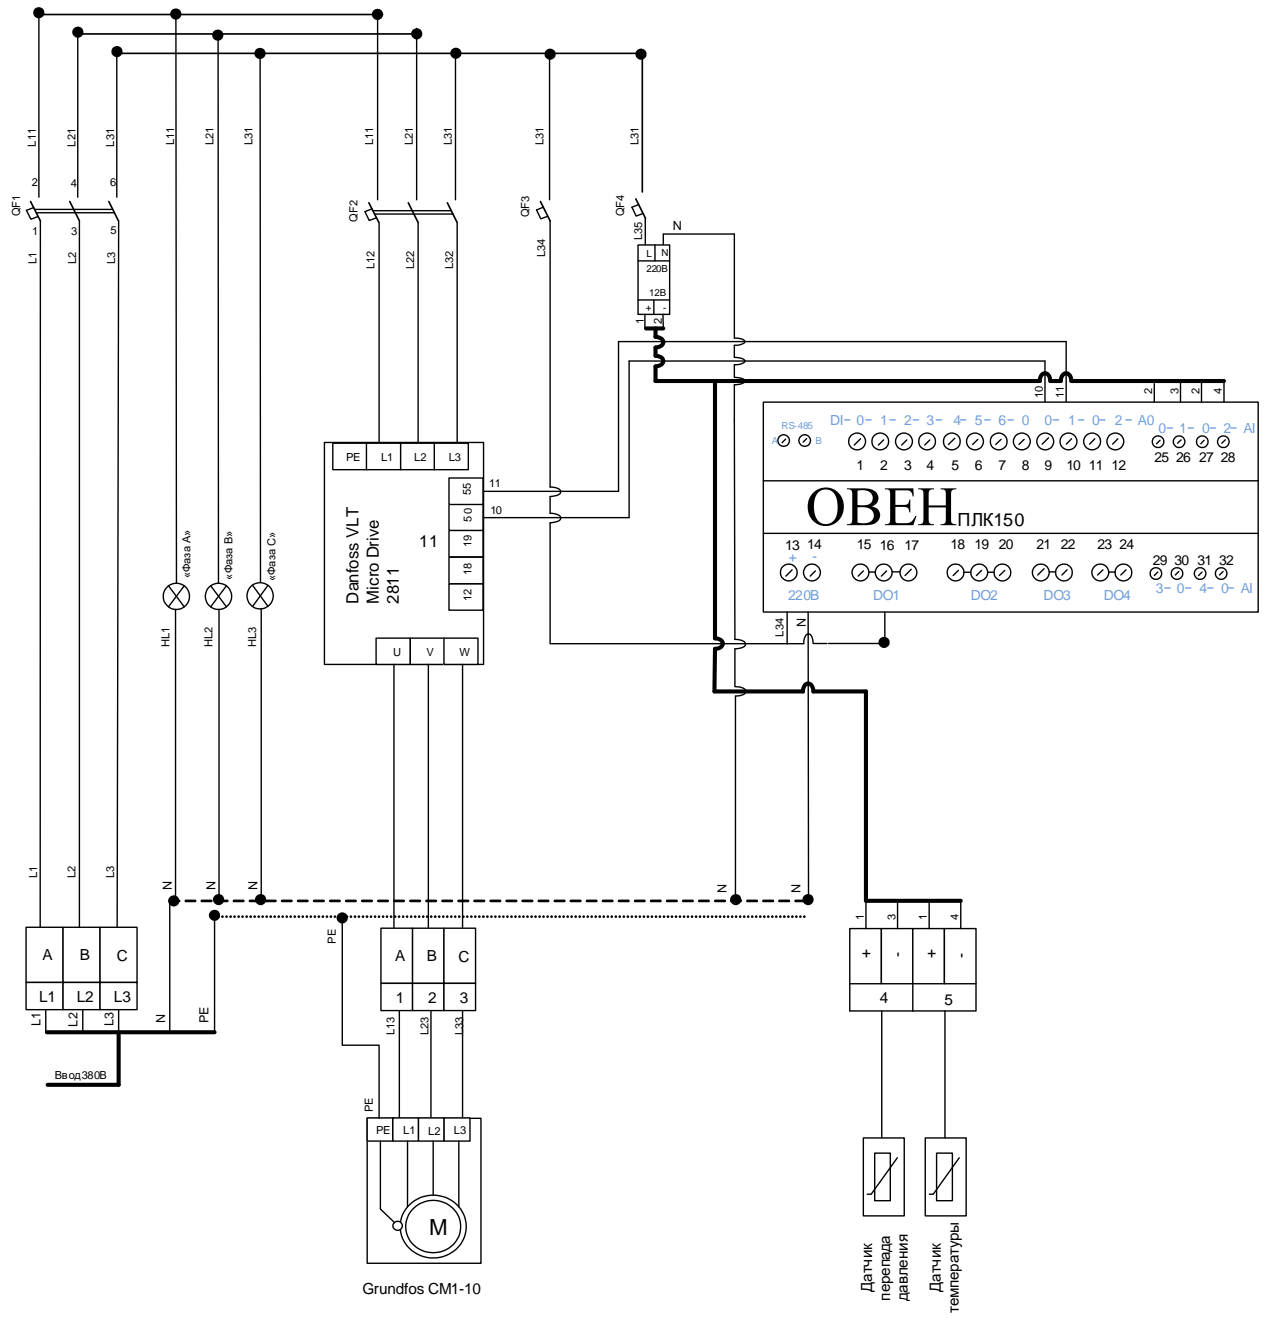 L11 L21 L31 L11 L21 L31 L11 L21 L31 L31 L31
2 4 6
QF1 QF2 QF3 QF4
1 3 5
L1 L2 L3 L12 L22 L32 L34 L35 N
L N
220В
12В
+ -
1 2
10 11 2 3 2 4
RS-485
A B
DI- 0- 1- 2- 3- 4- 5- 6- 0 0- 1- 0- 2- A0
0- 1- 0- 2- AI
1 2 3 4 5 6 7 8 9 10 11 12
25 26 27 28
ОВЕН ПЛК150
13 14 15 16 17 18 19 20 21 22 23 24
+ -
29 30 31 32
220В DO1 DO2 DO3 DO4
3- 0- 4- 0- AI
L34 N
PE L1 L2 L3
Danfoss VLT
Micro Drive
2811
11
55 11
50 10
19
18
12
U V W
«Фаза А» «Фаза В» «Фаза С»
HL1 HL2 HL3
L1 L2 L3 N N N N N
PE
A B C
L1 L2 L3
L1 L2 L3 N PE
Ввод380В
A B C
1 2 3
L13 L23 L33
PE
PE L1 L2 L3
M
Grundfos CM1-10
1 3 1 4
+ - + -
4 5
Датчик
перепада
давления
Датчик
температуры